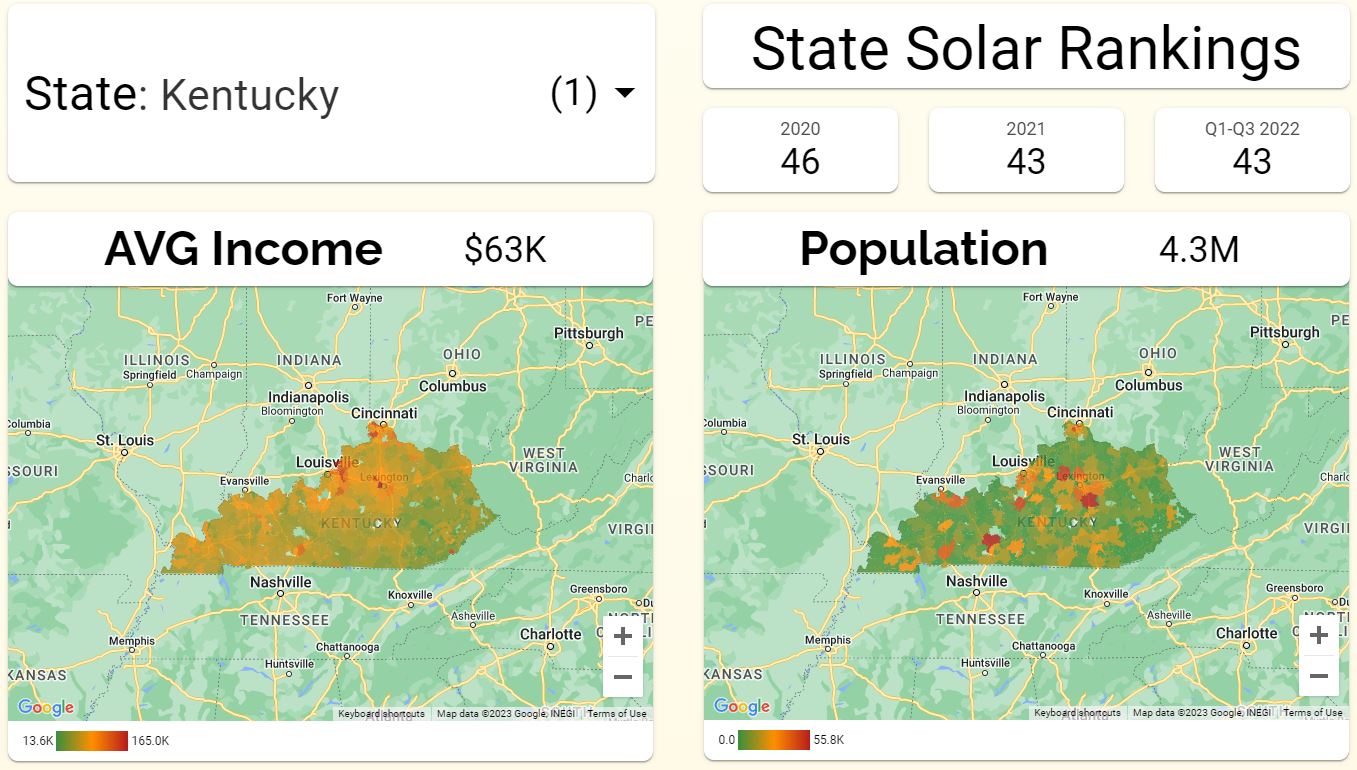 State: Kentucky (1)
State Solar Rankings
2020
46
2021
43
Q1-Q3 2022
43
AVG Income $63K
Fort Wayne
Pittsburgh
PE
ILLINOIS
INDIANA
OHIO
Springfield
Champaign
Columbus
Indianapolis
Bloomington
Cincinnati
Columbia
St. Louis
SSOURI
Louisville
WEST
VIRGINIA
Evansville
Lexington
Charlo
KENTUCKY
VIRGINI
Nashville
Knoxville
Greensboro
TENNESSEE
Asheville
Memphis
Charlotte
Chattanooga
Huntsville
KANSAS
Atlanta
Google
Keyboard shortcuts
Map data ©2023 Google, INEGI
Terms of Use
13.6K 165.0K
Population 4.3M
Fort Wayne
Pittsburgh
PE
ILLINOIS
INDIANA
OHIO
Springfield
Champaign
Columbus
Indianapolis
Bloomington
Cincinnati
Columbia
St. Louis
SSOURI
Louisville
WEST
VIRGINIA
Evansville
Lexington
Charlc
KENTUCKY
VIRGINI
Nashville
Knoxville
Greensboro
TENNESSEE
Asheville
Memphis
Charlotte
Chattanooga
Huntsville
KANSAS
Atlanta
Google
Keyboard shortcuts
Map data ©2023 Google, INEGI
Terms of Use
0.0 55.8K